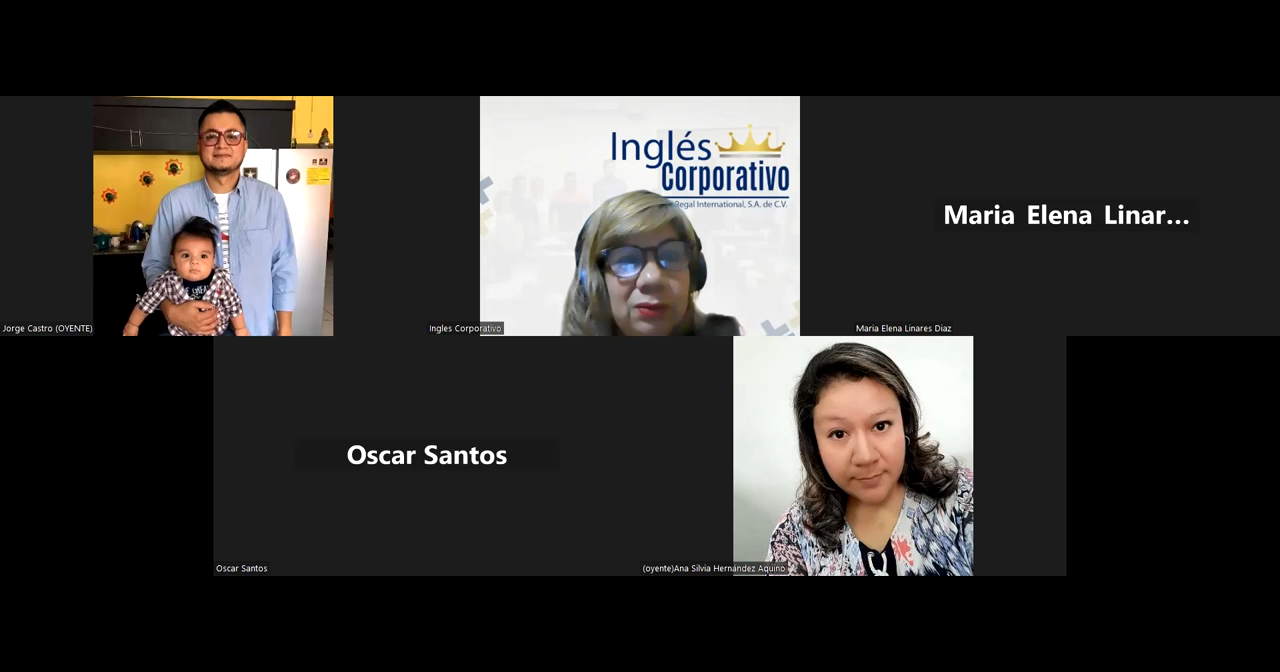 Inglés
Corporativo
Regal International, S.A. de C.V.
Maria Elena Linar...
Jorge Castro (OYENTE)
Ingles Corporativo
Maria Elena Linares Diaz
Oscar Santos
Oscar Santos
(oyente)Ana Silvia Hernández Aquino